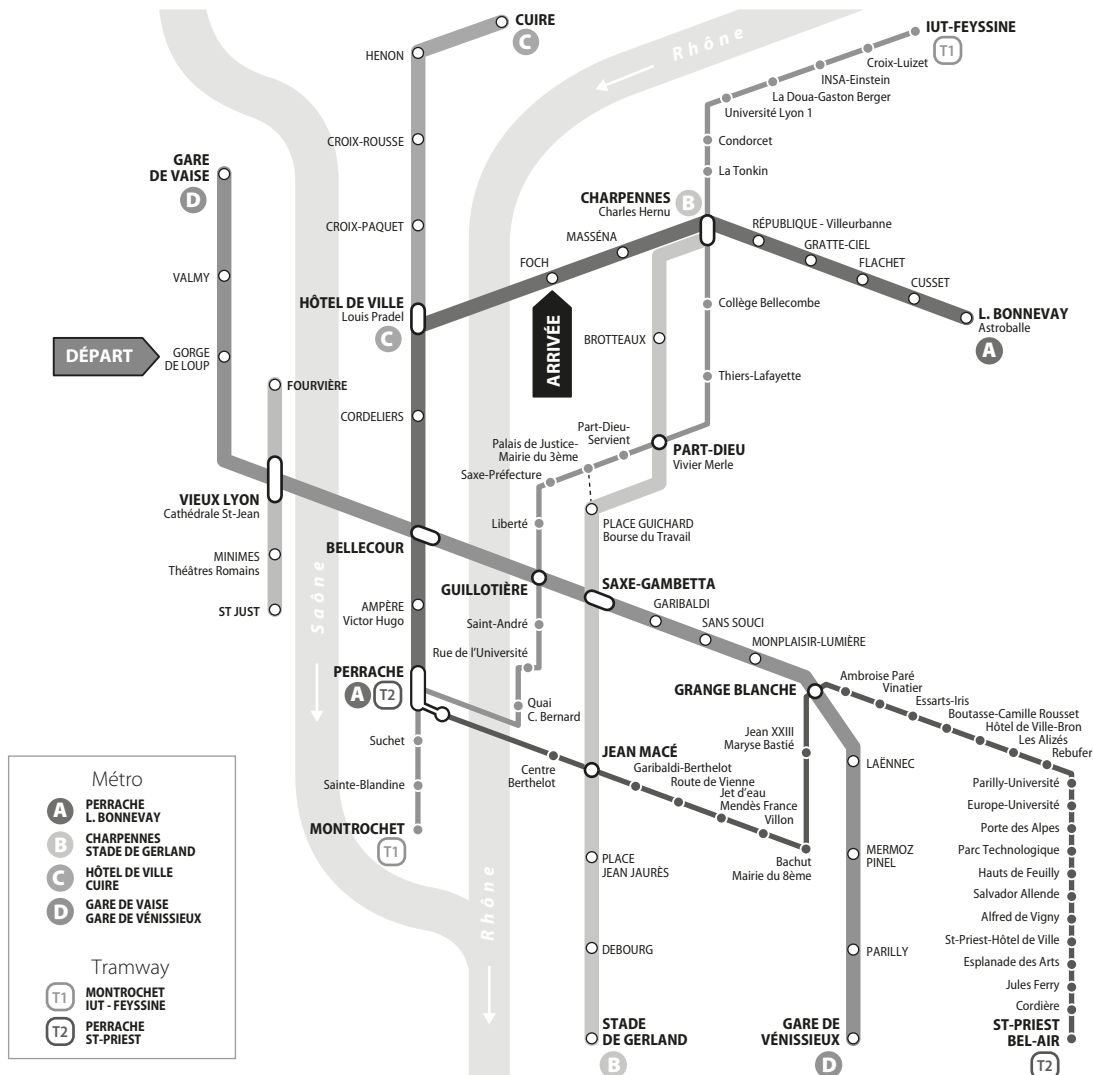 CUIRE
C
HENON
CROIX-ROUSSE
CROIX-PAQUET
HÔTEL DE VILLE
Louis Pradel
C
CORDELIERS
GARE
DE VAISE
D
VALMY
DÉPART
GORGE
DE LOUP
FOURVIÈRE
VIEUX LYON
Cathédrale St-Jean
MINIMES
Théâtres Romains
ST JUST
Saône
Rhône
Rhône
IUT-FEYSSINE
T1
Croix-Luizet
INSA-Einstein
La Doua-Gaston Berger
Université Lyon 1
Condorcet
La Tonkin
CHARPENNES
Charles Hernu
B
MASSÉNA
FOCH
ARRIVÉE
RÉPUBLIQUE - Villeurbanne
GRATTE-CIEL
FLACHET
CUSSET
L. BONNEVAY
Astroballe
A
Collège Bellecombe
BROTTEAUX
Thiers-Lafayette
Part-Dieu-
Servient
PART-DIEU
Vivier Merle
Palais de Justice-
Mairie du 3ème
Saxe-Préfecture
Liberté
PLACE GUICHARD
Bourse du Travail
BELLECOUR
GUILLOTIÈRE
SAXE-GAMBETTA
GARIBALDI
SANS SOUCI
MONPLAISIR-LUMIÈRE
AMPÈRE
Victor Hugo
Saint-André
Rue de l'Université
PERRACHE
A
T2
Quai
C. Bernard
GRANGE BLANCHE
Ambroise Paré
Vinatier
Essarts-Iris
Boutasse-Camille Rousset
Hôtel de Ville-Bron
Les Alizés
Rebufer
Suchet
Sainte-Blandine
MONTROCHET
T1
Centre
Berthelot
JEAN MACÉ
Garibaldi-Berthelot
Route de Vienne
Jet d'eau
Mendès France
Villon
Jean XXIII
Maryse Bastié
Bachut
Mairie du 8ème
LAËNNEC
MERMOZ
PINEL
PARILLY
GARE DE
VÉNISSIEUX
D
PLACE
JEAN JAURÈS
DEBOURG
STADE
DE GERLAND
B
Parilly-Université
Europe-Université
Porte des Alpes
Parc Technologique
Hauts de Feuilly
Salvador Allende
Alfred de Vigny
St-Priest-Hôtel de Ville
Esplanade des Arts
Jules Ferry
Cordière
ST-PRIEST
BEL-AIR
T2
Métro
A PERRACHE
L. BONNEVAY
B CHARPENNES
STADE DE GERLAND
C HÔTEL DE VILLE
CUIRE
D GARE DE VAISE
GARE DE VÉNISSIEUX
Tramway
T1 MONTROCHET
IUT - FEYSSINE
T2 PERRACHE
ST-PRIEST